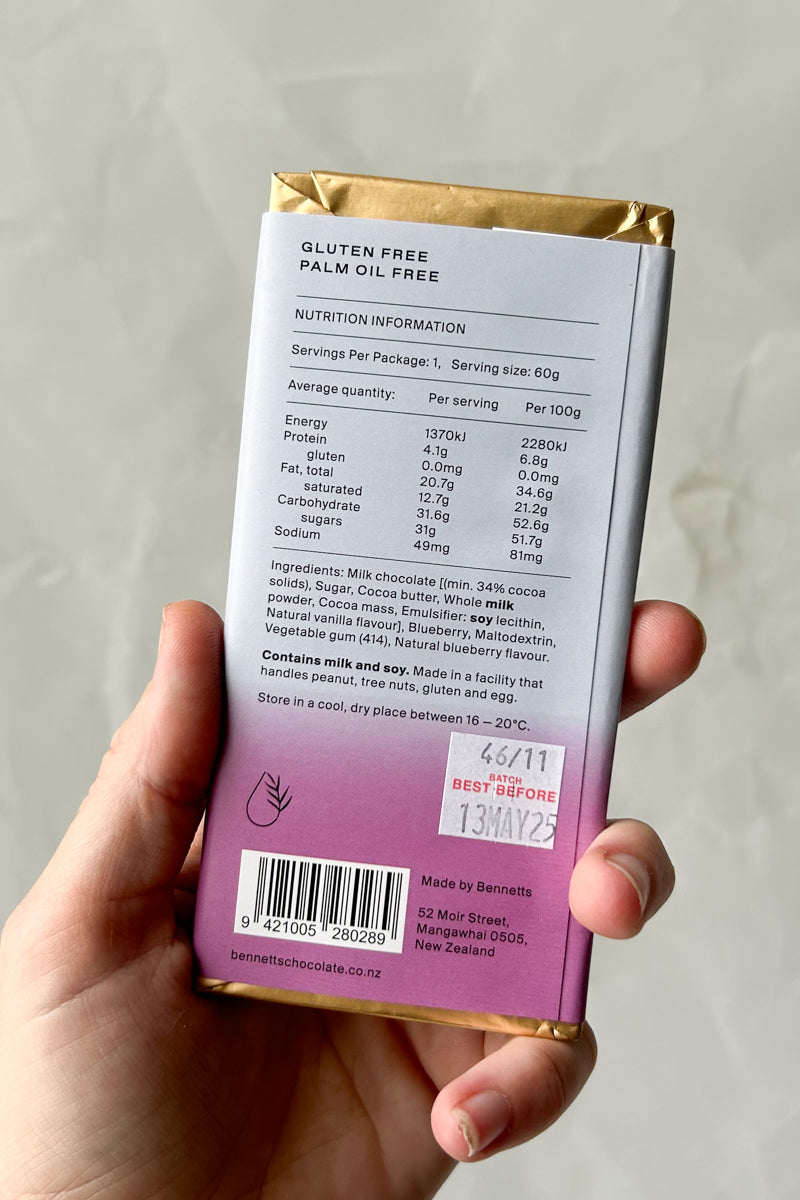 GLUTEN FREE
PALM OIL FREE
NUTRITION INFORMATION
Servings Per Package: 1, Serving size: 60g
Average quantity: Per serving Per 100g
Energy 1370kJ 2280kJ
Protein 4.1g 6.8g
gluten 0.0mg 0.0mg
Fat, total 20.7g 34.6g
saturated 12.7g 21.2g
Carbohydrate 31.6g 52.6g
sugars 31g 51.7g
Sodium 49mg 81mg
Ingredients: Milk chocolate [(min. 34% cocoa
solids), Sugar, Cocoa butter, Whole milk
powder, Cocoa mass, Emulsifier: soy lecithin,
Natural vanilla flavour], Blueberry, Maltodextrin,
Vegetable gum (414), Natural blueberry flavour.
Contains milk and soy. Made in a facility that
handles peanut, tree nuts, gluten and egg.
Store in a cool, dry place between 16 – 20°C.
46/11
BATCH
BEST BEFORE
13MAY25
9 421005 280289
Made by Bennetts
52 Moir Street,
Mangawhai 0505,
New Zealand
bennettschocolate.co.nz